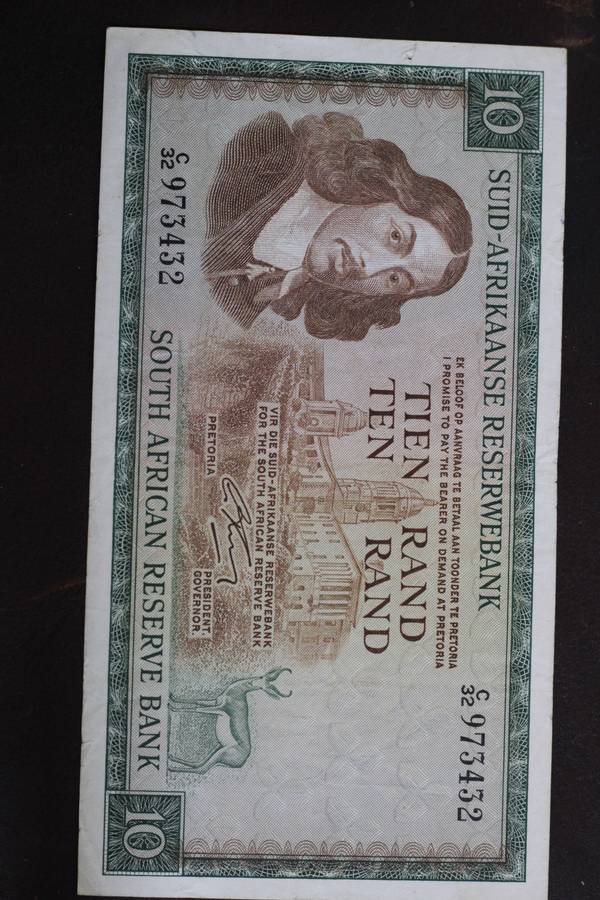 10
SUID-AFRIKAANSE RESERWEBANK
EK BELOOF OP AANVRAAG TE BETAAL AAN TOONDER TE PRETORIA
I PROMISE TO PAY THE BEARER ON DEMAND AT PRETORIA
C
32 973432
TIEN RAND
TEN RAND
VIR DIE SUID-AFRIKAANSE RESERWEBANK
FOR THE SOUTH AFRICAN RESERVE BANK
PRETORIA
PRESIDENT.
GOVERNOR.
C
32 973432
SOUTH AFRICAN RESERVE BANK
10